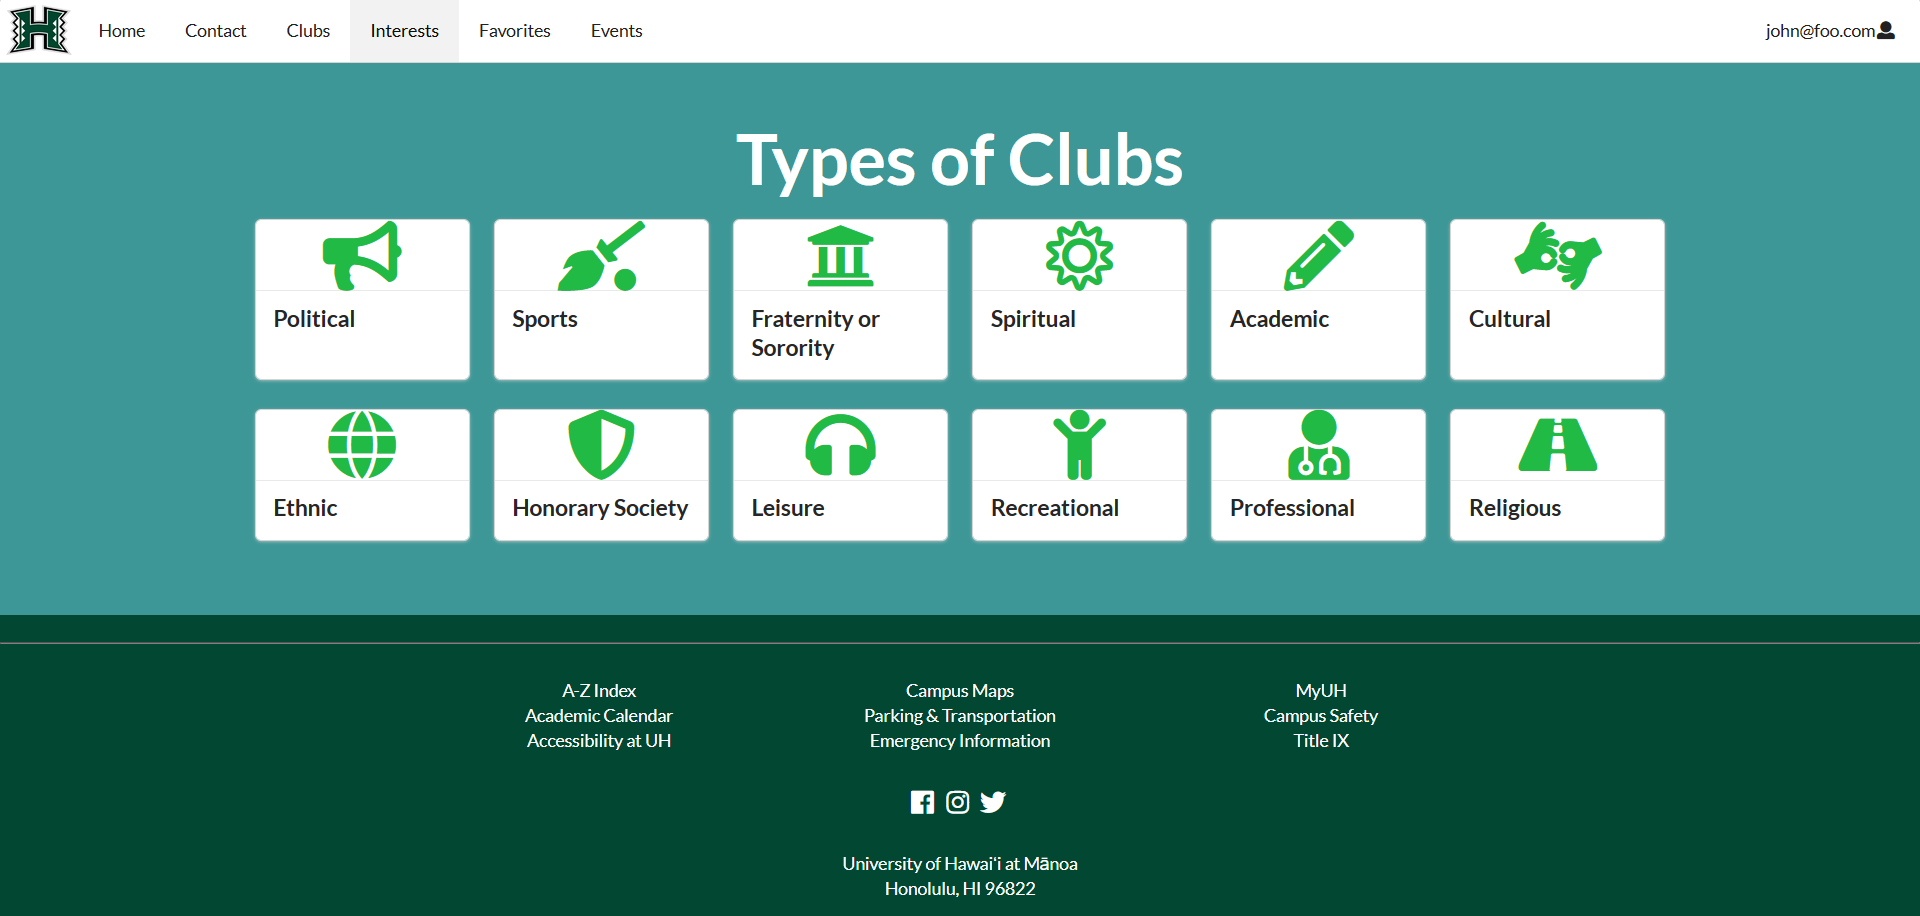 H
Home
Contact
Clubs
Interests
Favorites
Events
john@foo.com
Types of Clubs
Political
Sports
Fraternity or
Sorority
Spiritual
Academic
Cultural
Ethnic
Honorary Society
Leisure
Recreational
Professional
Religious
A-Z Index
Academic Calendar
Accessibility at UH
Campus Maps
Parking & Transportation
Emergency Information
MyUH
Campus Safety
Title IX
University of Hawaiʻi at Mānoa
Honolulu, HI 96822